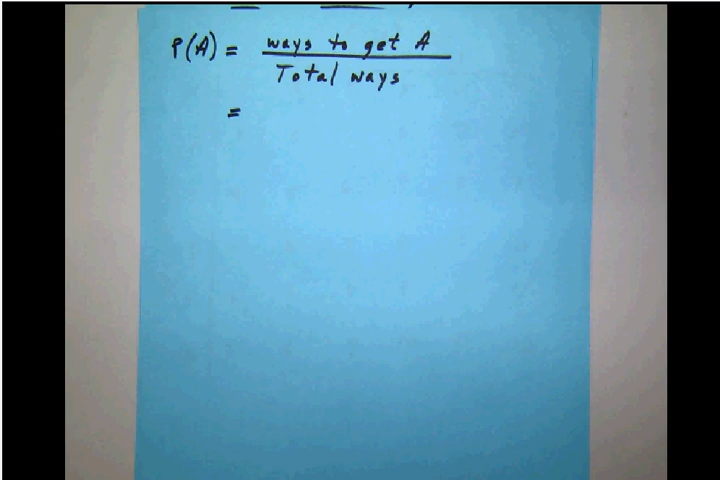 P(A) = ways to get A
Total ways
=